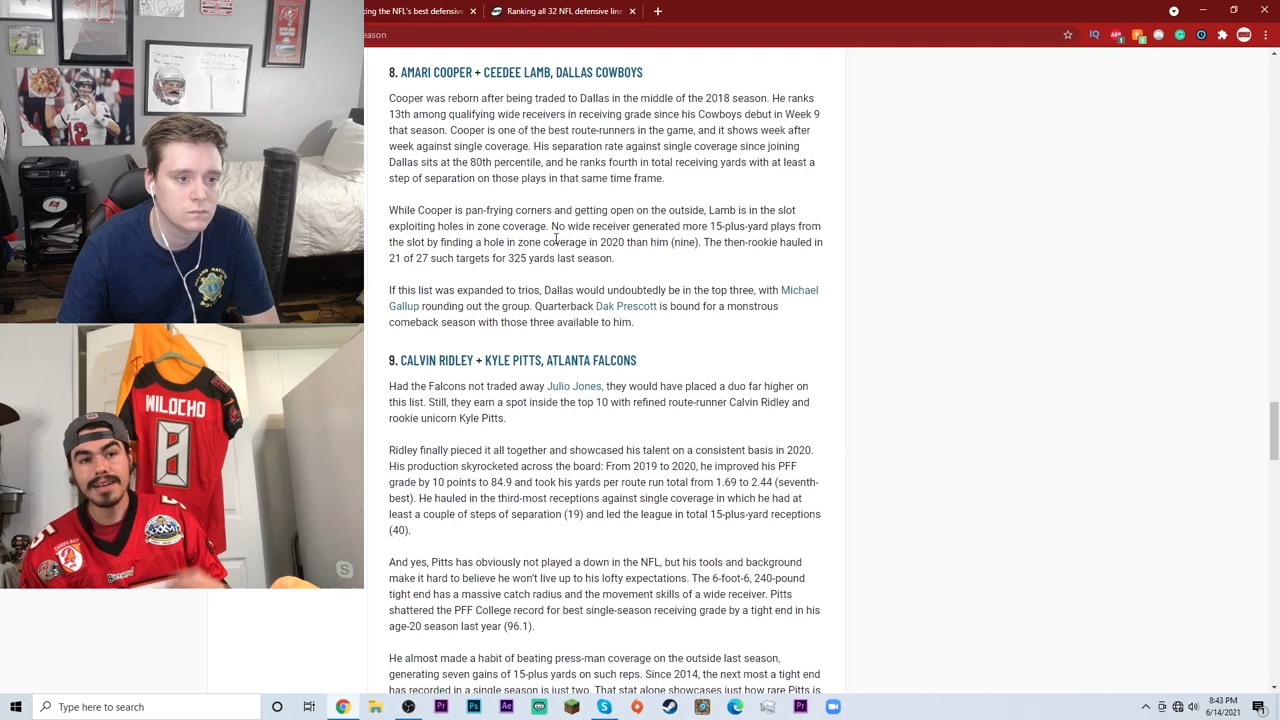 king the NFL's best defensive
Ranking all 32 NFL defensive line
eason
8. AMARI COOPER + CEEDEE LAMB, DALLAS COWBOYS
Cooper was reborn after being traded to Dallas in the middle of the 2018 season. He ranks
13th among qualifying wide receivers in receiving grade since his Cowboys debut in Week 9
that season. Cooper is one of the best route-runners in the game, and it shows week after
week against single coverage. His separation rate against single coverage since joining
Dallas sits at the 80th percentile, and he ranks fourth in total receiving yards with at least a
step of separation on those plays in that same time frame.
While Cooper is pan-frying corners and getting open on the outside, Lamb is in the slot
exploiting holes in zone coverage. No wide receiver generated more 15-plus-yard plays from
the slot by finding a hole in zone coverage in 2020 than him (nine). The then-rookie hauled in
21 of 27 such targets for 325 yards last season.
If this list was expanded to trios, Dallas would undoubtedly be in the top three, with Michael
Gallup rounding out the group. Quarterback Dak Prescott is bound for a monstrous
comeback season with those three available to him.
9. CALVIN RIDLEY + KYLE PITTS, ATLANTA FALCONS
Had the Falcons not traded away Julio Jones, they would have placed a duo far higher on
this list. Still, they earn a spot inside the top 10 with refined route-runner Calvin Ridley and
rookie unicorn Kyle Pitts.
Ridley finally pieced it all together and showcased his talent on a consistent basis in 2020.
His production skyrocketed across the board: From 2019 to 2020, he improved his PFF
grade by 10 points to 84.9 and took his yards per route run total from 1.69 to 2.44 (seventh-
best). He hauled in the third-most receptions against single coverage in which he had at
least a couple of steps of separation (19) and led the league in total 15-plus-yard receptions
(40).
And yes, Pitts has obviously not played a down in the NFL, but his tools and background
make it hard to believe he won't live up to his lofty expectations. The 6-foot-6, 240-pound
tight end has a massive catch radius and the movement skills of a wide receiver. Pitts
shattered the PFF College record for best single-season receiving grade by a tight end in his
age-20 season last year (96.1).
He almost made a habit of beating press-man coverage on the outside last season,
generating seven gains of 15-plus yards on such reps. Since 2014, the next most a tight end
has recorded in a single season is just two. That stat alone showcases just how rare Pitts is.
12
WILOCHO
8
XXXVII
Type here to search
8:43 PM
6/14/2021